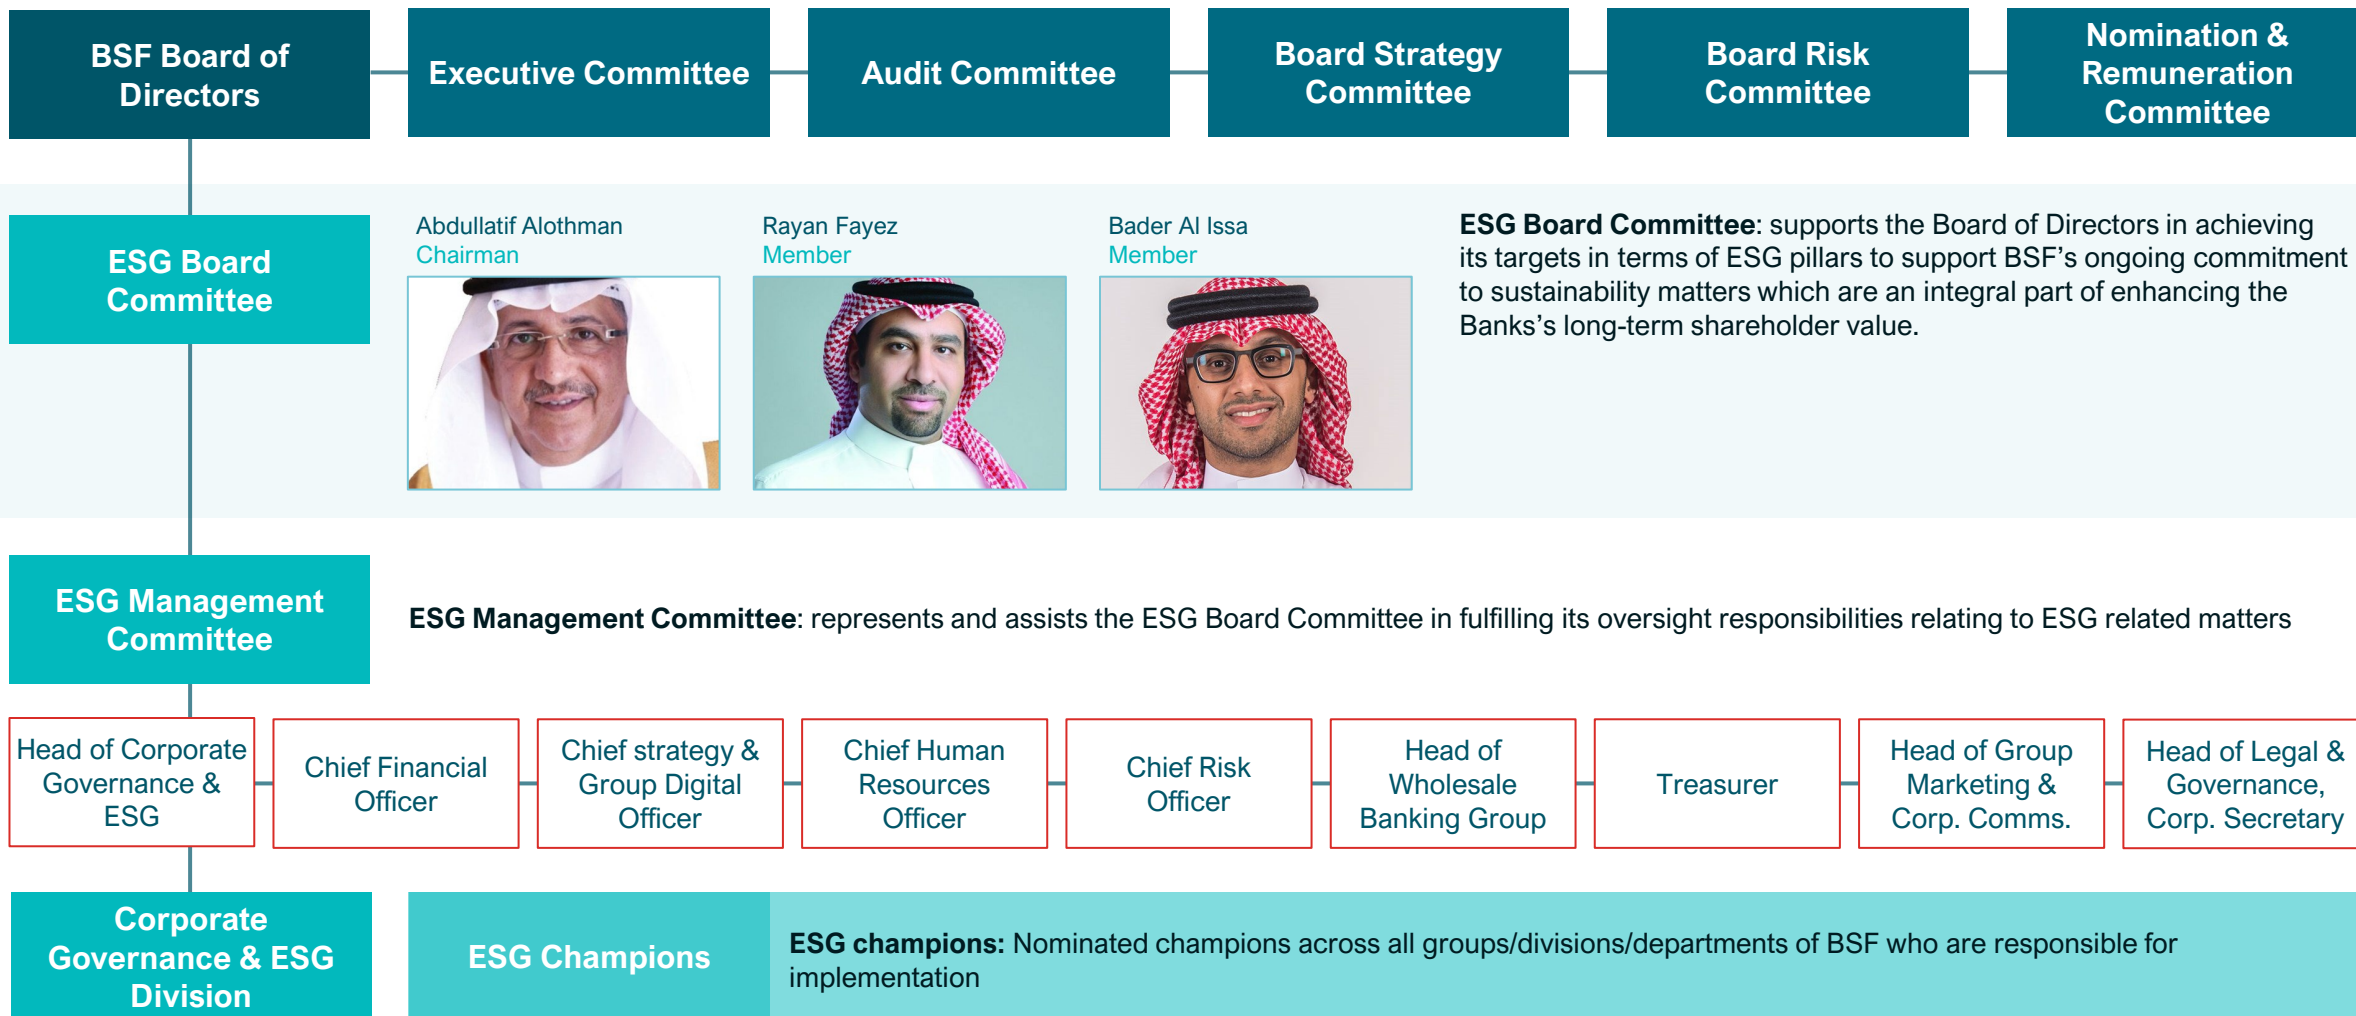 BSF Board of
Directors
Executive Committee
Audit Committee
Board Strategy
Committee
Board Risk
Committee
Nomination &
Remuneration
Committee
ESG Board
Committee
Abdullatif Alothman
Chairman
Rayan Fayez
Member
Bader Al Issa
Member
ESG Board Committee: supports the Board of Directors in achieving
its targets in terms of ESG pillars to support BSF’s ongoing commitment
to sustainability matters which are an integral part of enhancing the
Banks’s long-term shareholder value.
ESG Management
Committee
ESG Management Committee: represents and assists the ESG Board Committee in fulfilling its oversight responsibilities relating to ESG related matters
Head of Corporate
Governance &
ESG
Chief Financial
Officer
Chief strategy &
Group Digital
Officer
Chief Human
Resources
Officer
Chief Risk
Officer
Head of
Wholesale
Banking Group
Treasurer
Head of Group
Marketing &
Corp. Comms.
Head of Legal &
Governance,
Corp. Secretary
Corporate
Governance & ESG
Division
ESG Champions
ESG champions: Nominated champions across all groups/divisions/departments of BSF who are responsible for
implementation